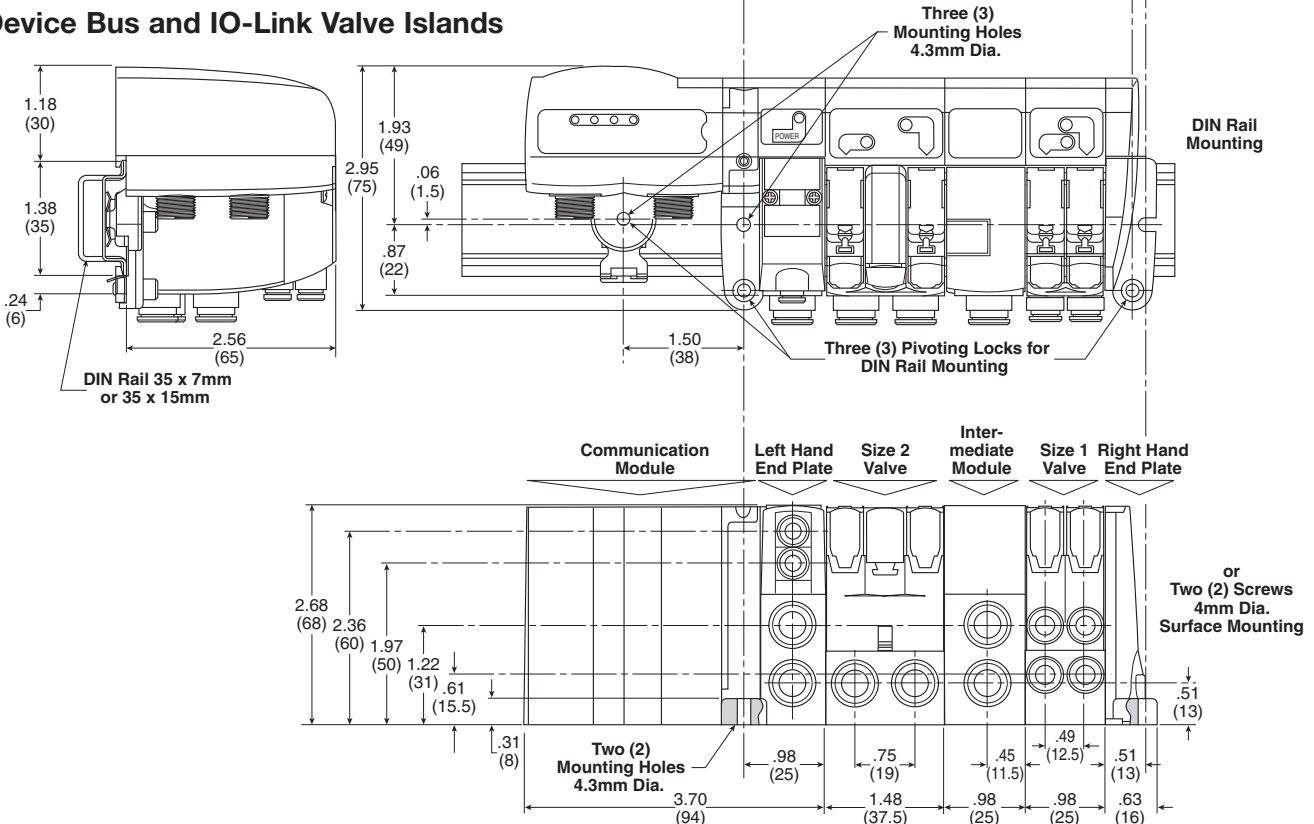 Device Bus and IO-Link Valve Islands
Three (3)
Mounting Holes
4.3mm Dia.
1.18
(30)
1.38
(35)
.24
(6)
2.56
(65)
DIN Rail 35 x 7mm
or 35 x 15mm
2.95
(75)
1.93
(49)
.06
(1.5)
.87
(22)
POWER
DIN Rail
Mounting
1.50
(38)
Three (3) Pivoting Locks for
DIN Rail Mounting
Communication
Module
Left Hand
End Plate
Size 2
Valve
Inter-
mediate
Module
Size 1
Valve
Right Hand
End Plate
2.68
(68)
2.36
(60)
1.97
(50)
1.22
(31)
.61
(15.5)
.31
(8)
Two (2)
Mounting Holes
4.3mm Dia.
or
Two (2) Screws
4mm Dia.
Surface Mounting
.51
(13)
.98
(25)
.75
(19)
.45
(11.5)
.49
(12.5)
.51
(13)
3.70
(94)
1.48
(37.5)
.98
(25)
.98
(25)
.63
(16)